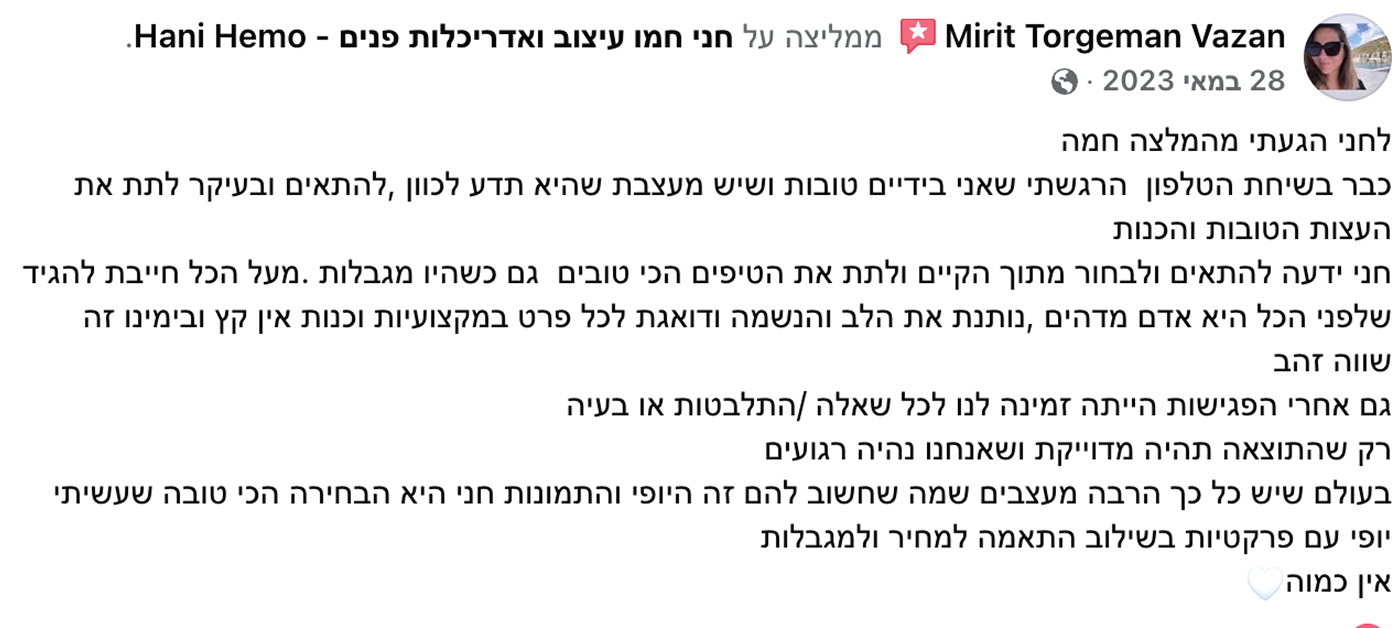 Mirit Torgeman Vazan ממליצה על חני חמו עיצוב ואדריכלות פנים - Hani Hemo.
28 במאי 2023 ·
לחני הגעתי מהמלצה חמה
כבר בשיחת הטלפון הרגשתי שאני בידיים טובות ושיש מעצבת שהיא תדע לכוון ,להתאים ובעיקר לתת את
העצות הטובות והכנות
חני ידעה להתאים ולבחור מתוך הקיים ולתת את הטיפים הכי טובים גם כשהיו מגבלות .מעל הכל חייבת להגיד
שלפני הכל היא אדם מדהים ,נותנת את הלב והנשמה ודואגת לכל פרט במקצועיות וכנות אין קץ ובימינו זה
שווה זהב
גם אחרי הפגישות הייתה זמינה לנו לכל שאלה /התלבטות או בעיה
רק שהתוצאה תהיה מדוייקת ושאנחנו נהיה רגועים
בעולם שיש כל כך הרבה מעצבים שמה שחשוב להם זה היופי והתמונות חני היא הבחירה הכי טובה שעשיתי
יופי עם פרקטיות בשילוב התאמה למחיר ולמגבלות
אין כמוה🤍